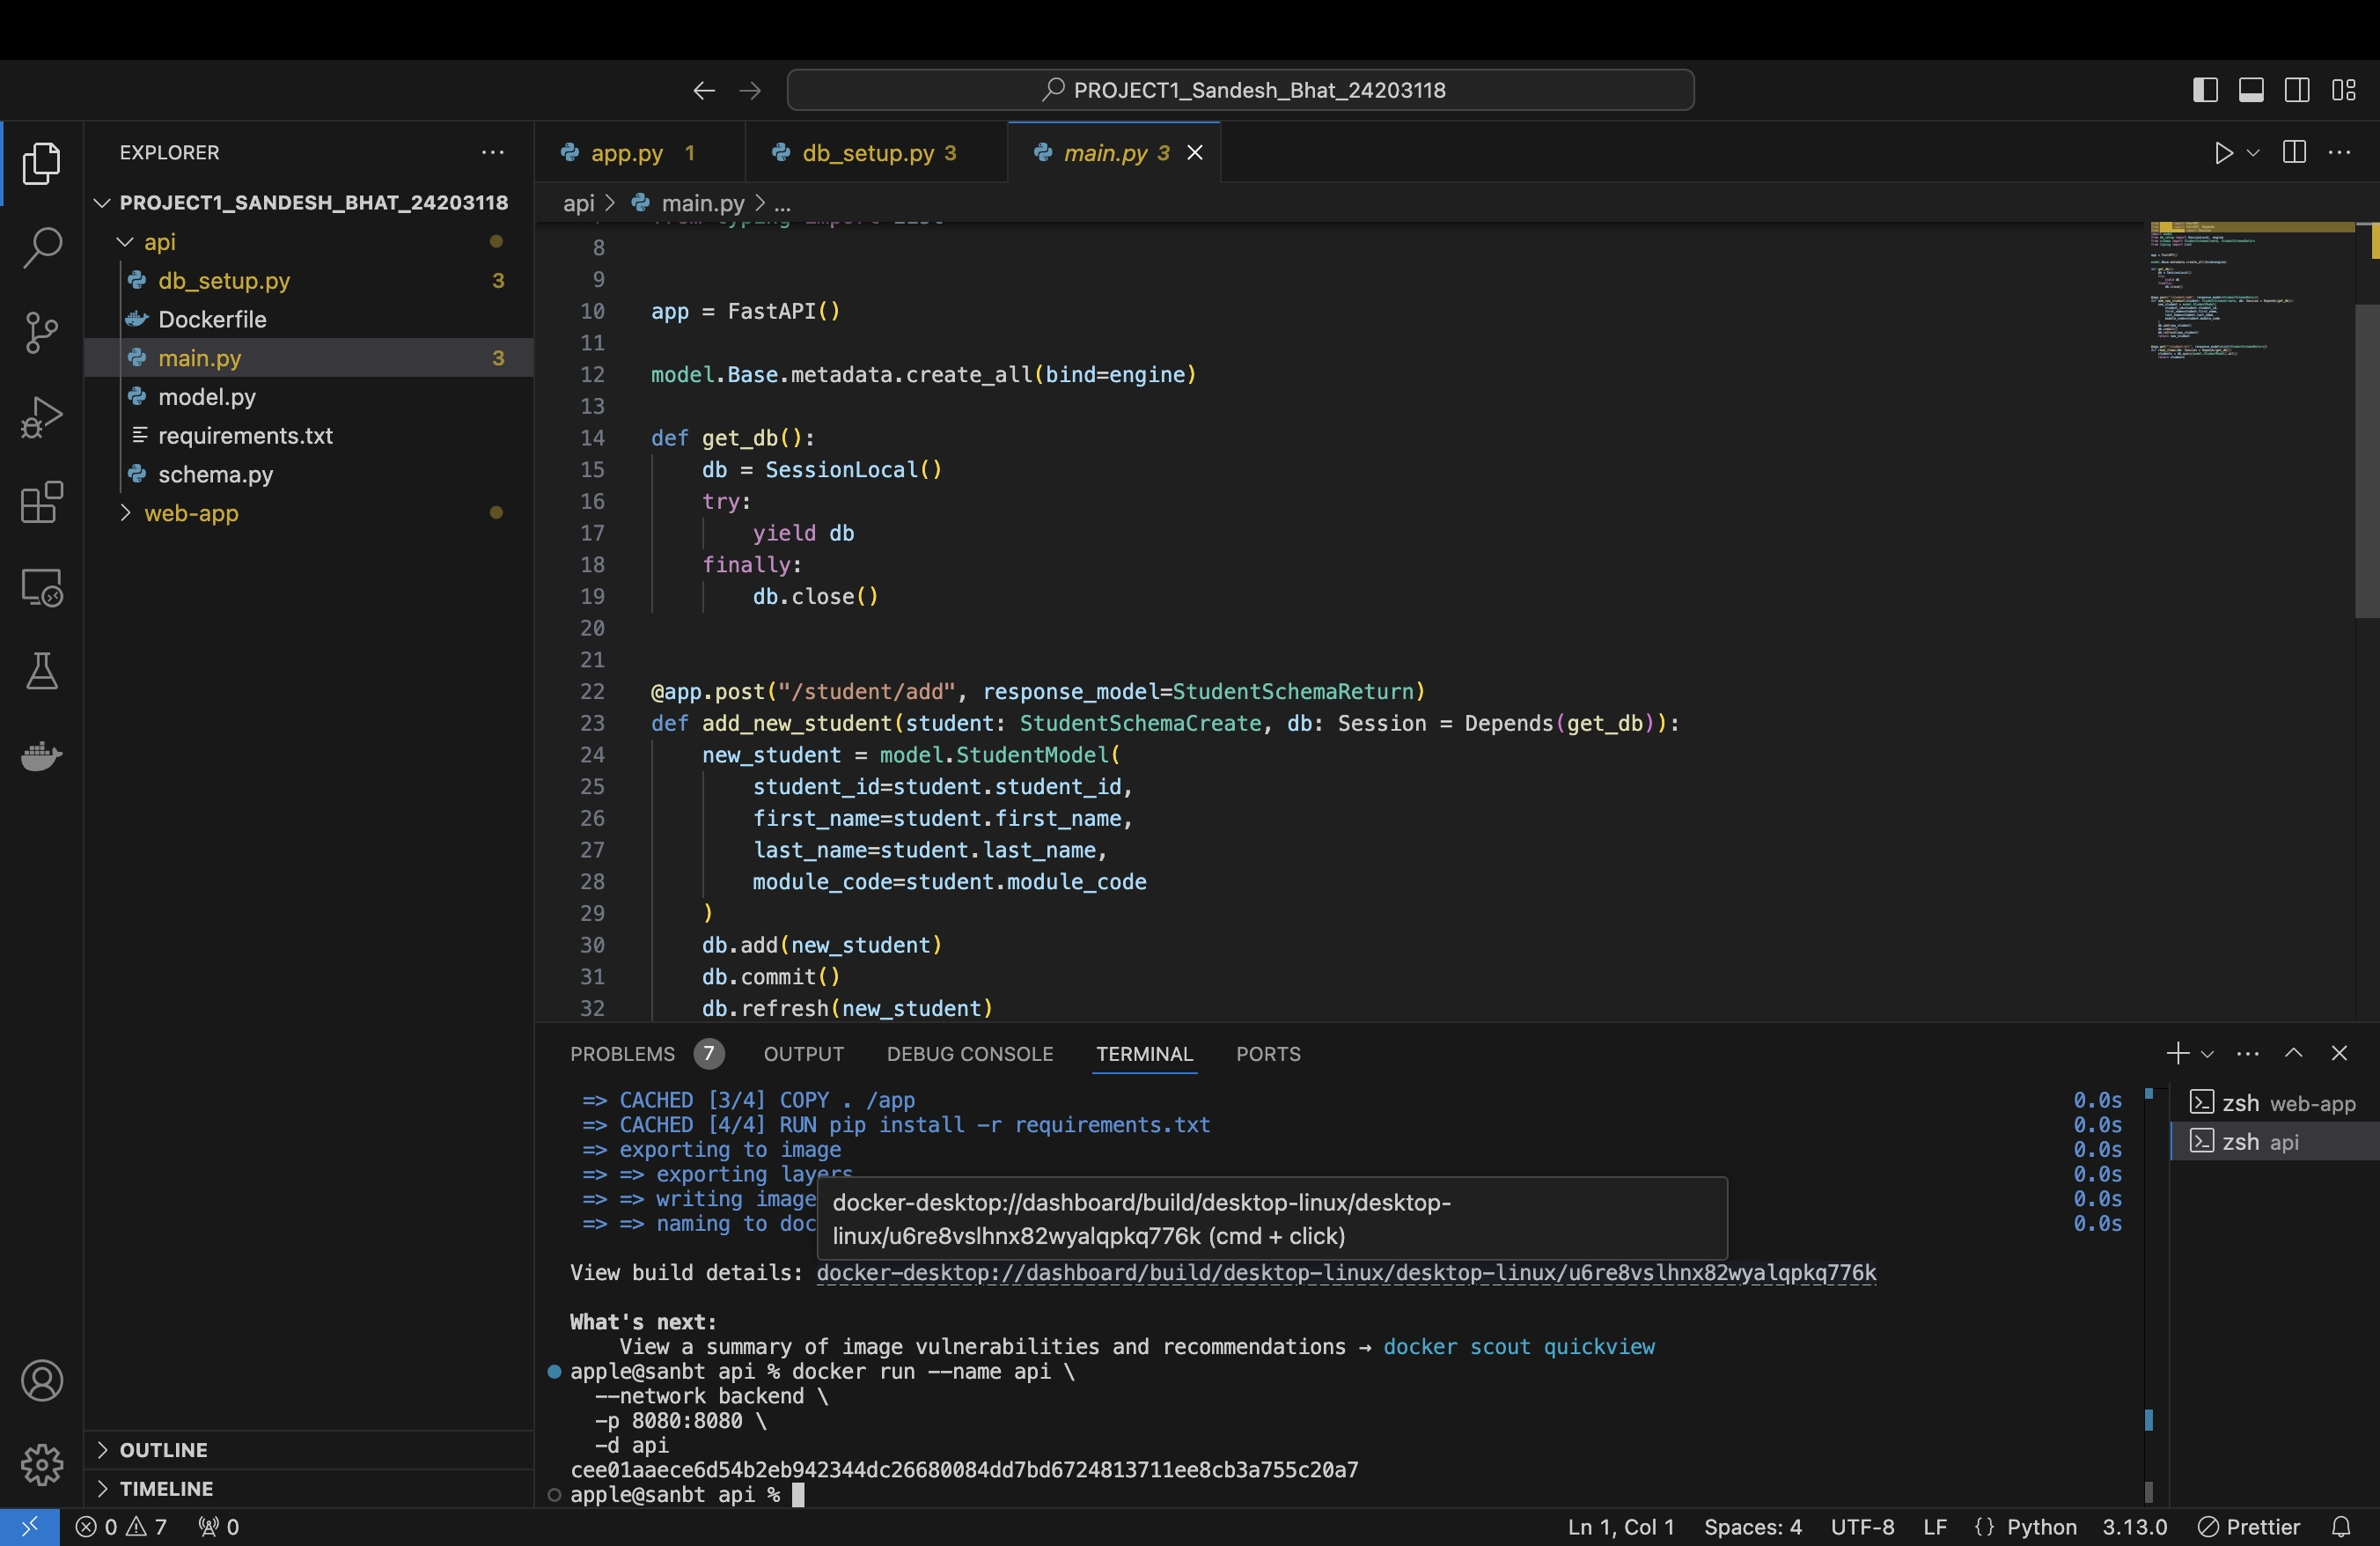 PROJECT1_Sandesh_Bhat_24203118
EXPLORER
PROJECT1_SANDESH_BHAT_24203118
api
db_setup.py 3
Dockerfile
main.py 3
model.py
requirements.txt
schema.py
web-app
OUTLINE
TIMELINE
app.py 1
db_setup.py 3
main.py 3
api > main.py > ...
8
9
10 app = FastAPI()
11
12 model.Base.metadata.create_all(bind=engine)
13
14 def get_db():
15 db = SessionLocal()
16 try:
17 yield db
18 finally:
19 db.close()
20
21
22 @app.post("/student/add", response_model=StudentSchemaReturn)
23 def add_new_student(student: StudentSchemaCreate, db: Session = Depends(get_db)):
24 new_student = model.StudentModel(
25 student_id=student.student_id,
26 first_name=student.first_name,
27 last_name=student.last_name,
28 module_code=student.module_code
29 )
30 db.add(new_student)
31 db.commit()
32 db.refresh(new_student)
PROBLEMS 7 OUTPUT DEBUG CONSOLE TERMINAL PORTS
=> CACHED [3/4] COPY . /app 0.0s
=> CACHED [4/4] RUN pip install -r requirements.txt 0.0s
=> exporting to image 0.0s
=> => exporting layers 0.0s
=> => writing image 0.0s
=> => naming to doc 0.0s
docker-desktop://dashboard/build/desktop-linux/desktop-
linux/u6re8vslhnx82wyalqpkq776k (cmd + click)
View build details: docker-desktop://dashboard/build/desktop-linux/desktop-linux/u6re8vslhnx82wyalqpkq776k
What's next:
View a summary of image vulnerabilities and recommendations → docker scout quickview
apple@sanbt api % docker run --name api \
--network backend \
-p 8080:8080 \
-d api
cee01aaece6d54b2eb942344dc26680084dd7bd6724813711ee8cb3a755c20a7
apple@sanbt api %
zsh web-app
zsh api
0 7 0
Ln 1, Col 1 Spaces: 4 UTF-8 LF {} Python 3.13.0 Prettier